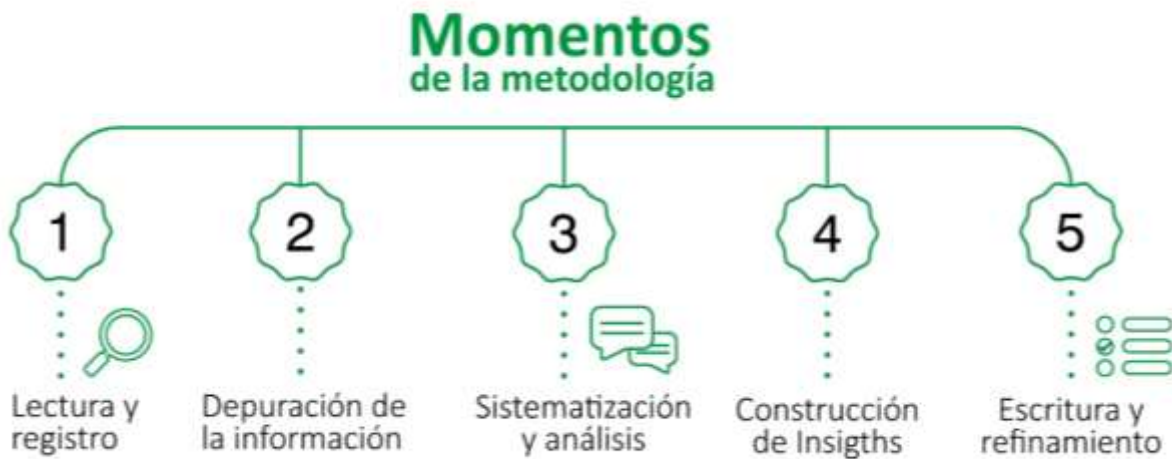 Momentos
de la metodología
1
2
3
4
5
Lectura y
registro
Depuración de
la información
Sistematización
y análisis
Construcción
de Insigths
Escritura y
refinamiento